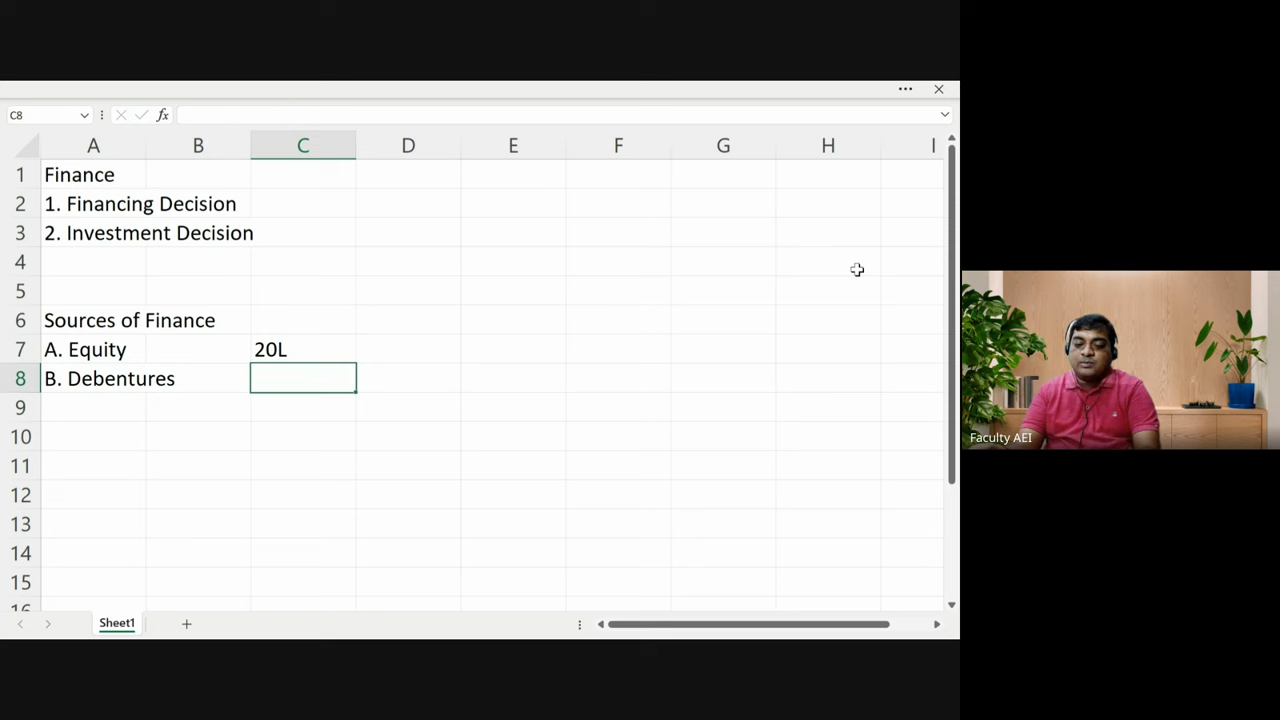 C8
fx
A B C D E F G H I
1 Finance
2 1. Financing Decision
3 2. Investment Decision
4
5
6 Sources of Finance
7 A. Equity 20L
8 B. Debentures
9
10
11
12
13
14
15
16
Sheet1
Faculty AEI